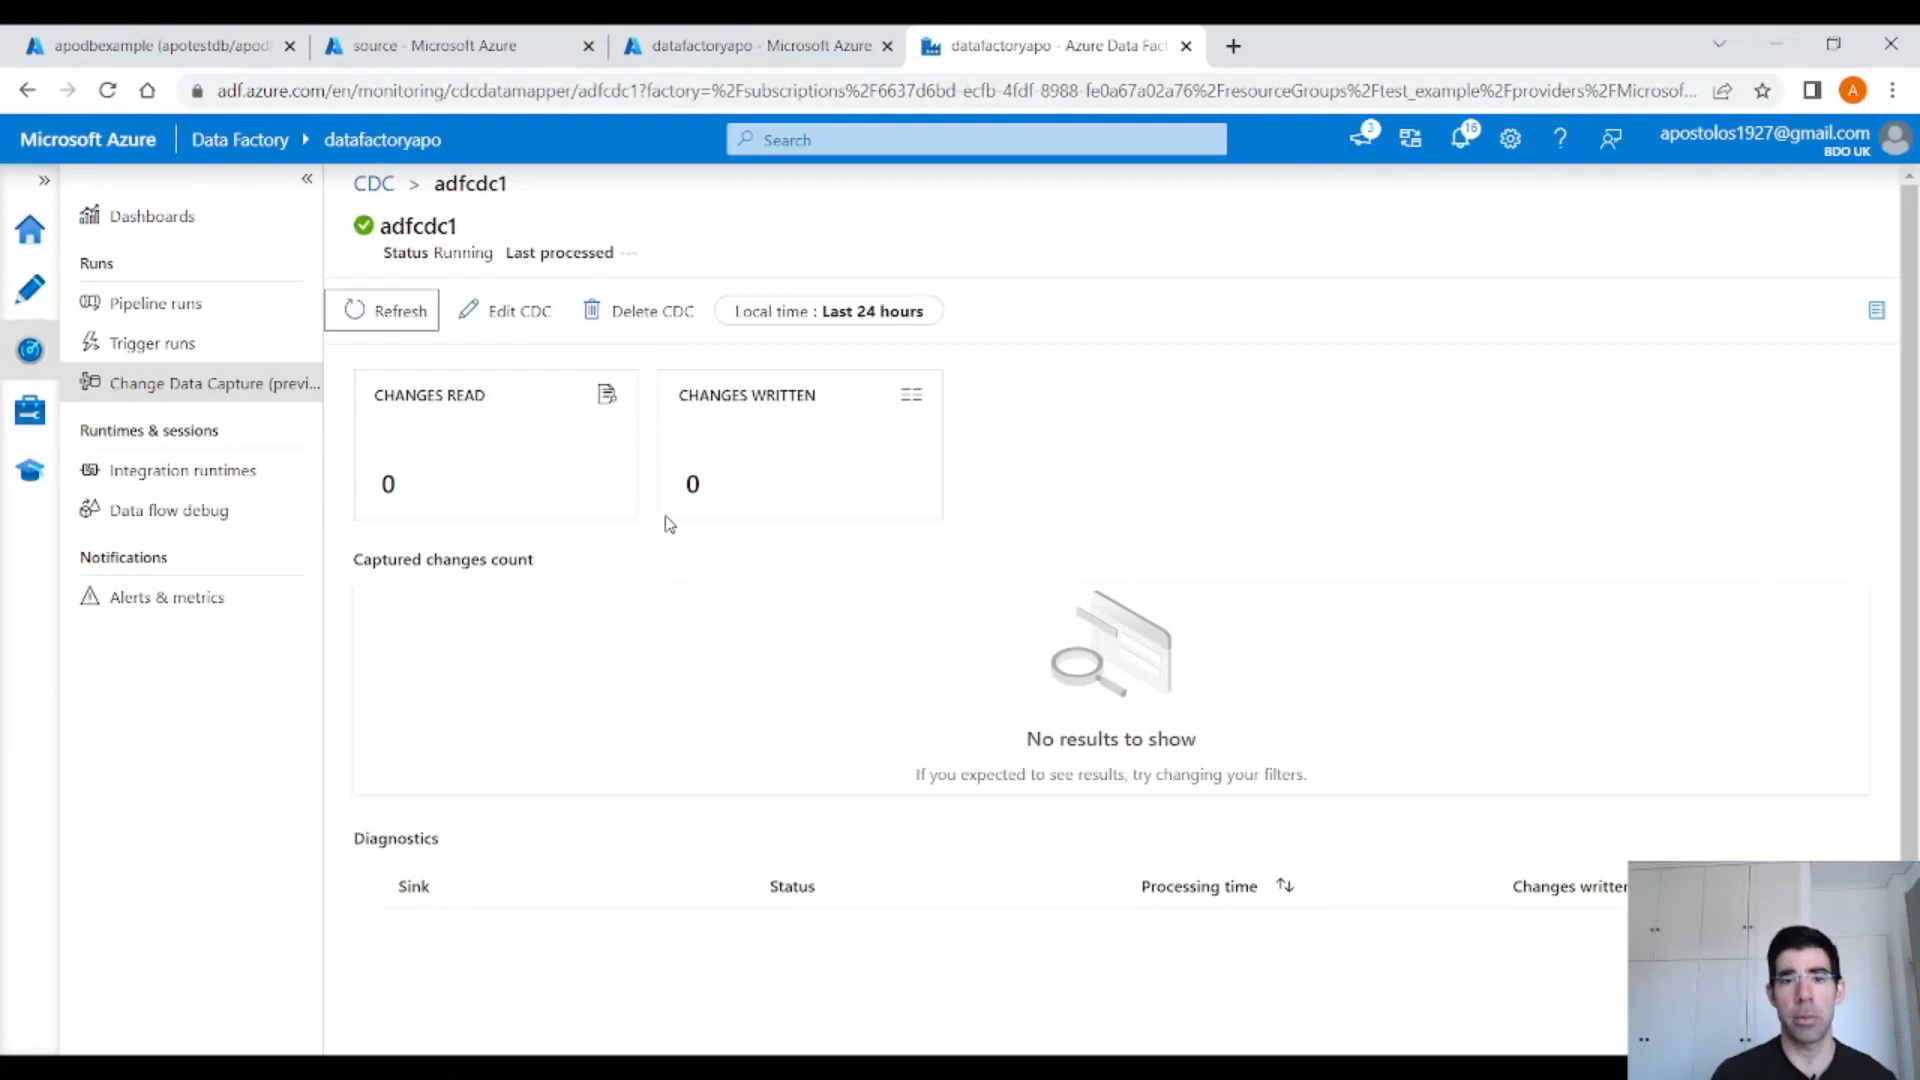 apodbexample (apotestdb/apod
source - Microsoft Azure
datafactoryapo - Microsoft Azure
datafactoryapo - Azure Data Fact
adf.azure.com/en/monitoring/cdcdatamapper/adfcdc1?factory=%2Fsubscriptions%2F6637d6bd-ecfb-4fdf-8988-fe0a67a02a76%2FresourceGroups%2Ftest_example%2Fproviders%2FMicrosof...
A
Microsoft Azure
Data Factory
datafactoryapo
Search
3
16
apostolos1927@gmail.com
BDO UK
Dashboards
Runs
Pipeline runs
Trigger runs
Change Data Capture (previ...
Runtimes & sessions
Integration runtimes
Data flow debug
Notifications
Alerts & metrics
CDC > adfcdc1
adfcdc1
Status Running Last processed ---
Refresh
Edit CDC
Delete CDC
Local time : Last 24 hours
CHANGES READ
0
CHANGES WRITTEN
0
Captured changes count
No results to show
If you expected to see results, try changing your filters.
Diagnostics
Sink
Status
Processing time
Changes written